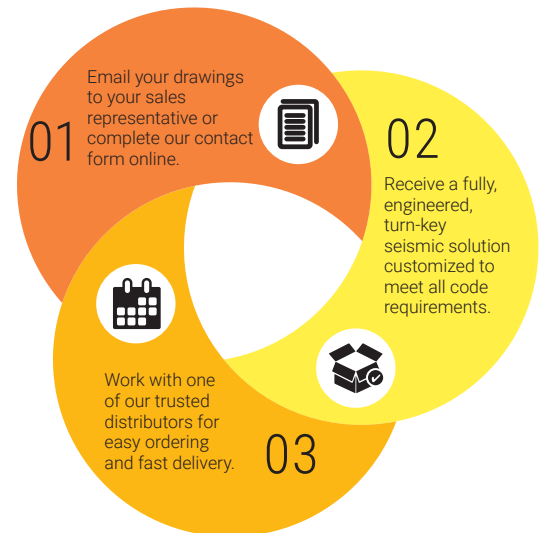 01
Email your drawings
to your sales
representative or
complete our contact
form online.
02
Receive a fully,
engineered,
turn-key
seismic solution
customized to
meet all code
requirements.
03
Work with one
of our trusted
distributors for
easy ordering
and fast delivery.